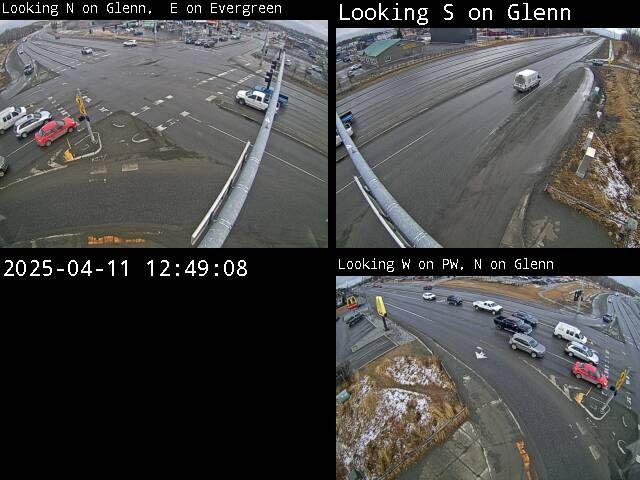 Looking N on Glenn,  E on Evergreen
Looking S on Glenn
2025-04-11 12:49:08
Looking W on PW, N on Glenn